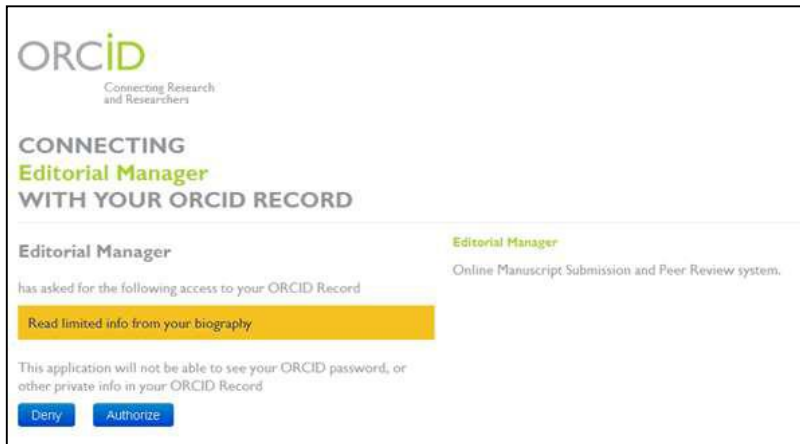 ORCID
Connecting Research
and Researchers
CONNECTING
Editorial Manager
WITH YOUR ORCID RECORD
Editorial Manager
has asked for the following access to your ORCID Record
Read limited info from your biography
This application will not be able to see your ORCID password, or
other private info in your ORCID Record
Deny Authorize
Editorial Manager
Online Manuscript Submission and Peer Review system.